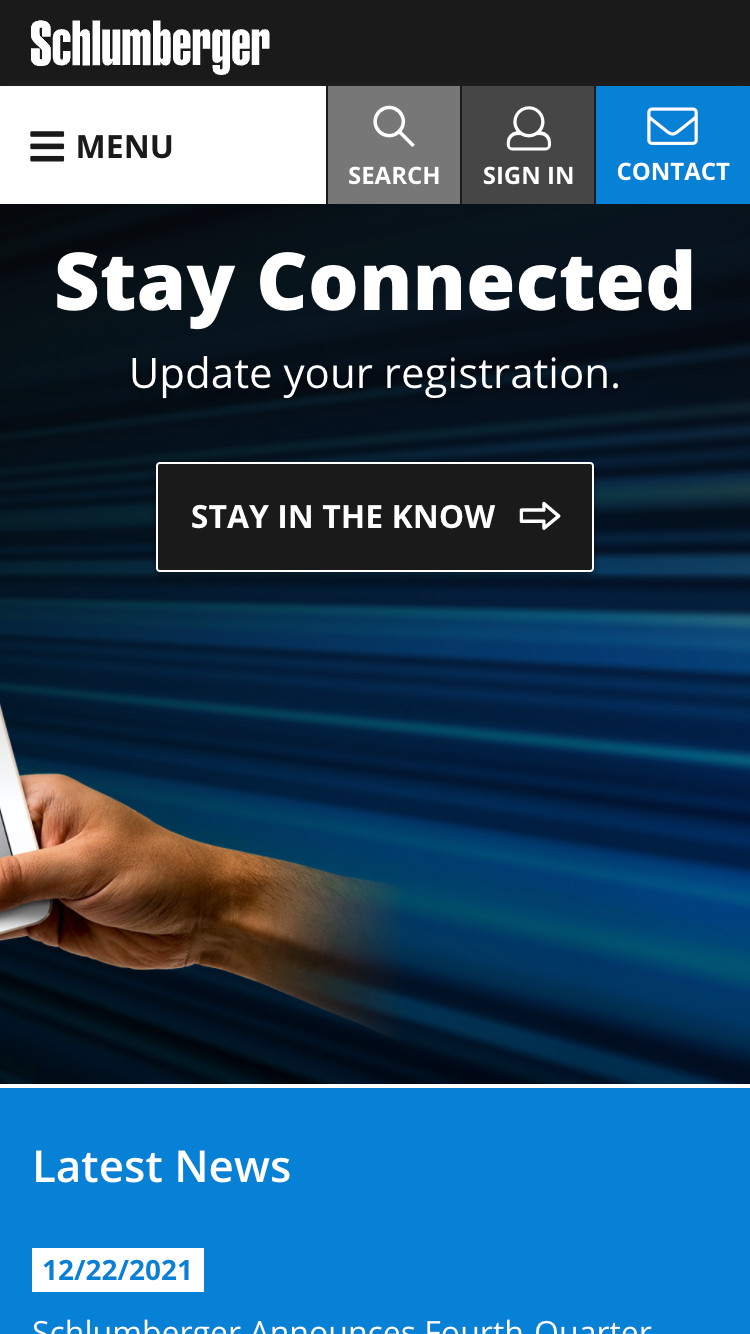 Schlumberger
MENU
SEARCH
SIGN IN
CONTACT
Stay Connected
Update your registration.
STAY IN THE KNOW
Latest News
12/22/2021
Schlumberger Announces Fourth-Quarter